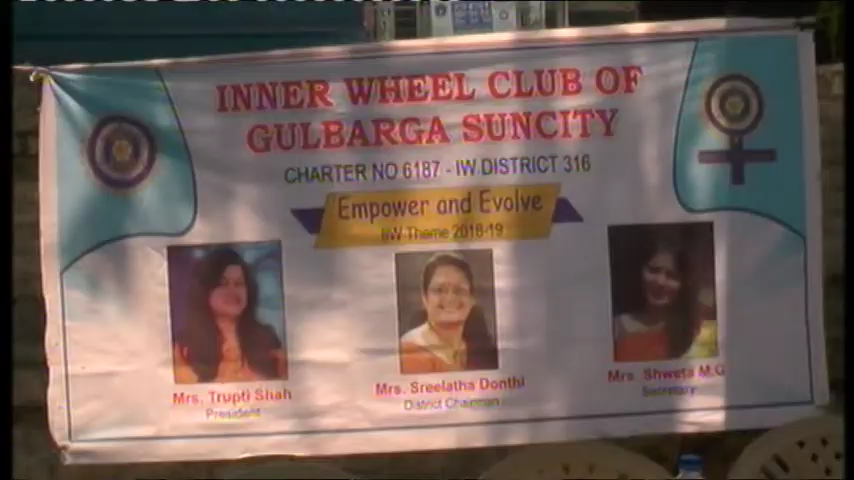 INNER WHEEL CLUB OF
GULBARGA SUNCITY
CHARTER NO 6187 - IW DISTRICT 316
Empower and Evolve
IIW Theme 2018-19
Mrs. Trupti Shah
President
Mrs. Sreelatha Donthi
District Chairman
Mrs. Shweta M.G
Secretary